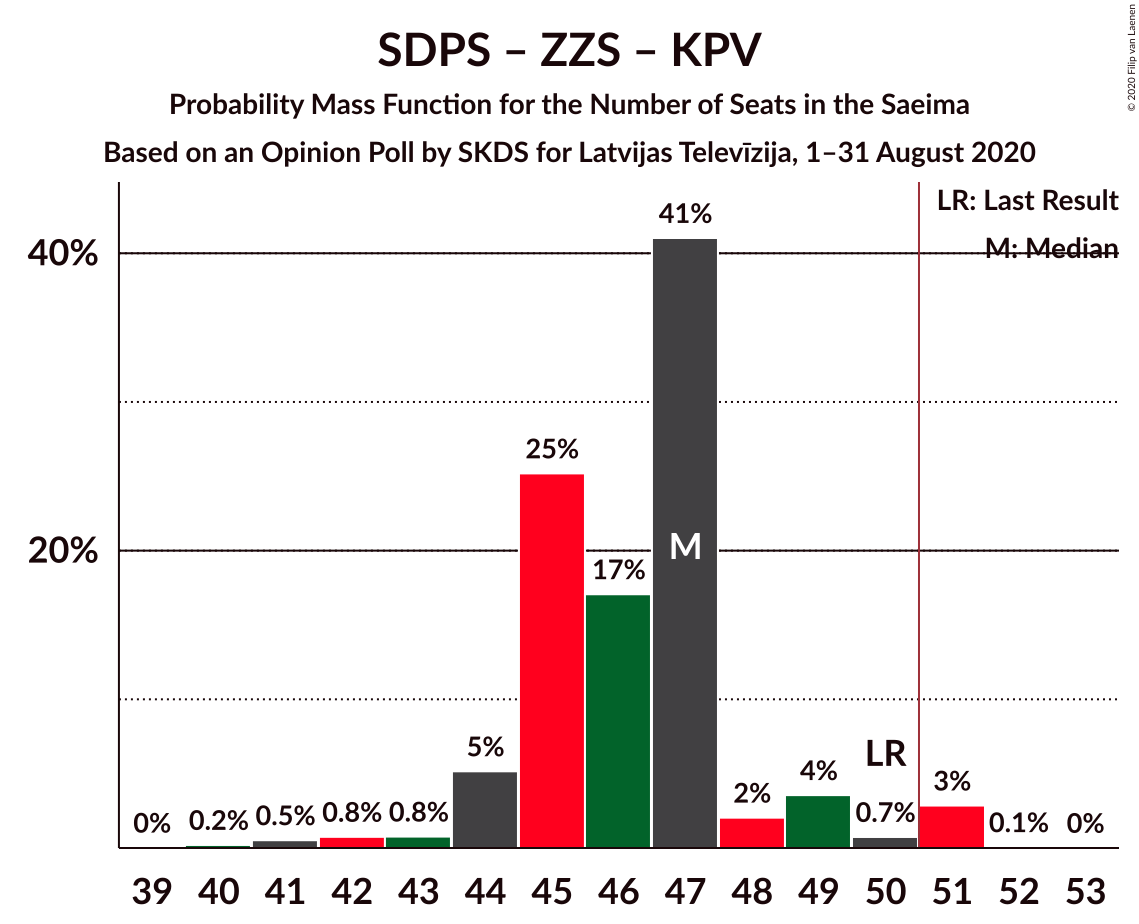 SDPS – ZZS – KPV
Probability Mass Function for the Number of Seats in the Saeima
Based on an Opinion Poll by SKDS for Latvijas Televīzija, 1–31 August 2020
© 2020 Filip van Laenen
LR: Last Result
M: Median
40%
20%
0%
0.2%
0.5%
0.8%
0.8%
5%
25%
17%
41%
M
2%
4%
LR
0.7%
3%
0.1%
0%
39 40 41 42 43 44 45 46 47 48 49 50 51 52 53